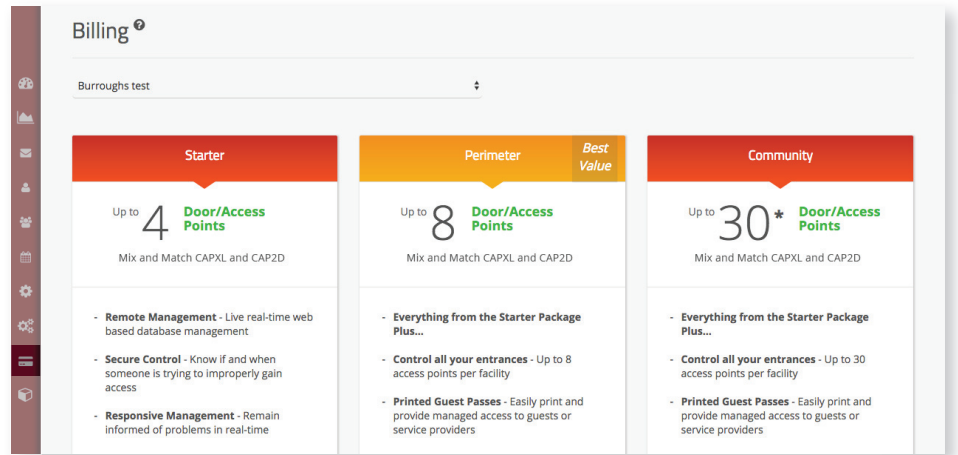 Billing ?
Burroughs test
Starter
Up to 4 Door/Access
Points
Mix and Match CAPXL and CAP2D
- Remote Management - Live real-time web
based database management
- Secure Control - Know if and when
someone is trying to improperly gain
access
- Responsive Management - Remain
informed of problems in real-time
Perimeter
Best
Value
Up to 8 Door/Access
Points
Mix and Match CAPXL and CAP2D
- Everything from the Starter Package
Plus...
- Control all your entrances - Up to 8
access points per facility
- Printed Guest Passes - Easily print and
provide managed access to guests or
service providers
Community
Up to 30* Door/Access
Points
Mix and Match CAPXL and CAP2D
- Everything from the Starter Package
Plus...
- Control all your entrances - Up to 30
access points per facility
- Printed Guest Passes - Easily print and
provide managed access to guests or
service providers